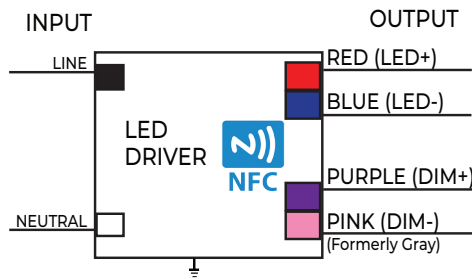 INPUT
OUTPUT
LINE
RED (LED+)
BLUE (LED-)
LED
DRIVER
NFC
PURPLE (DIM+)
NEUTRAL
PINK (DIM-)
(Formerly Gray)